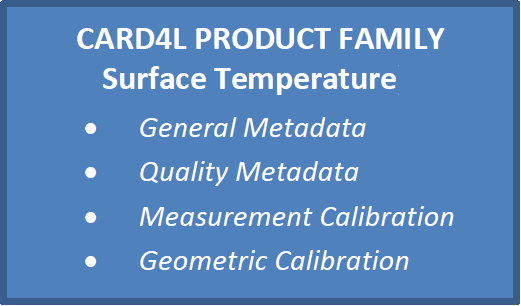 CARD4L PRODUCT FAMILY
Surface Temperature
• General Metadata
• Quality Metadata
• Measurement Calibration
• Geometric Calibration